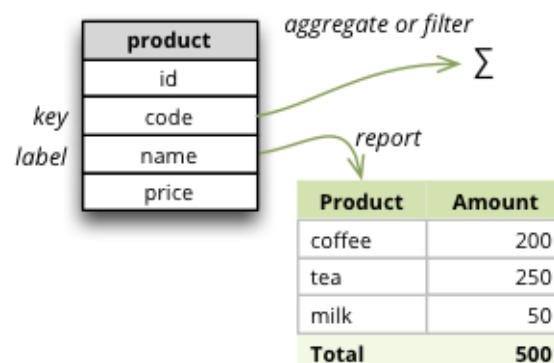 aggregate or filter
product
Σ
id
key code
label name
report
price
Product Amount
coffee 200
tea 250
milk 50
Total 500